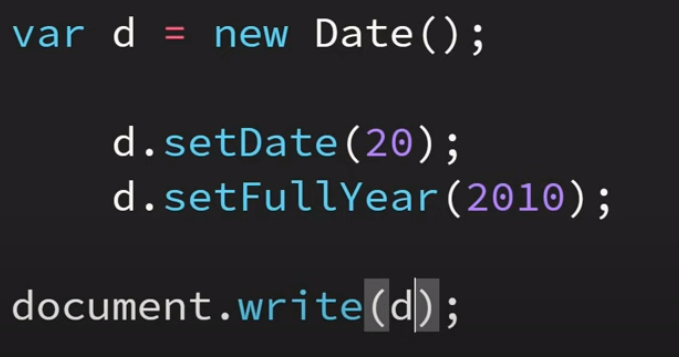 var d = new Date();
d.setDate(20);
d.setFullYear(2010);
document.write(d);